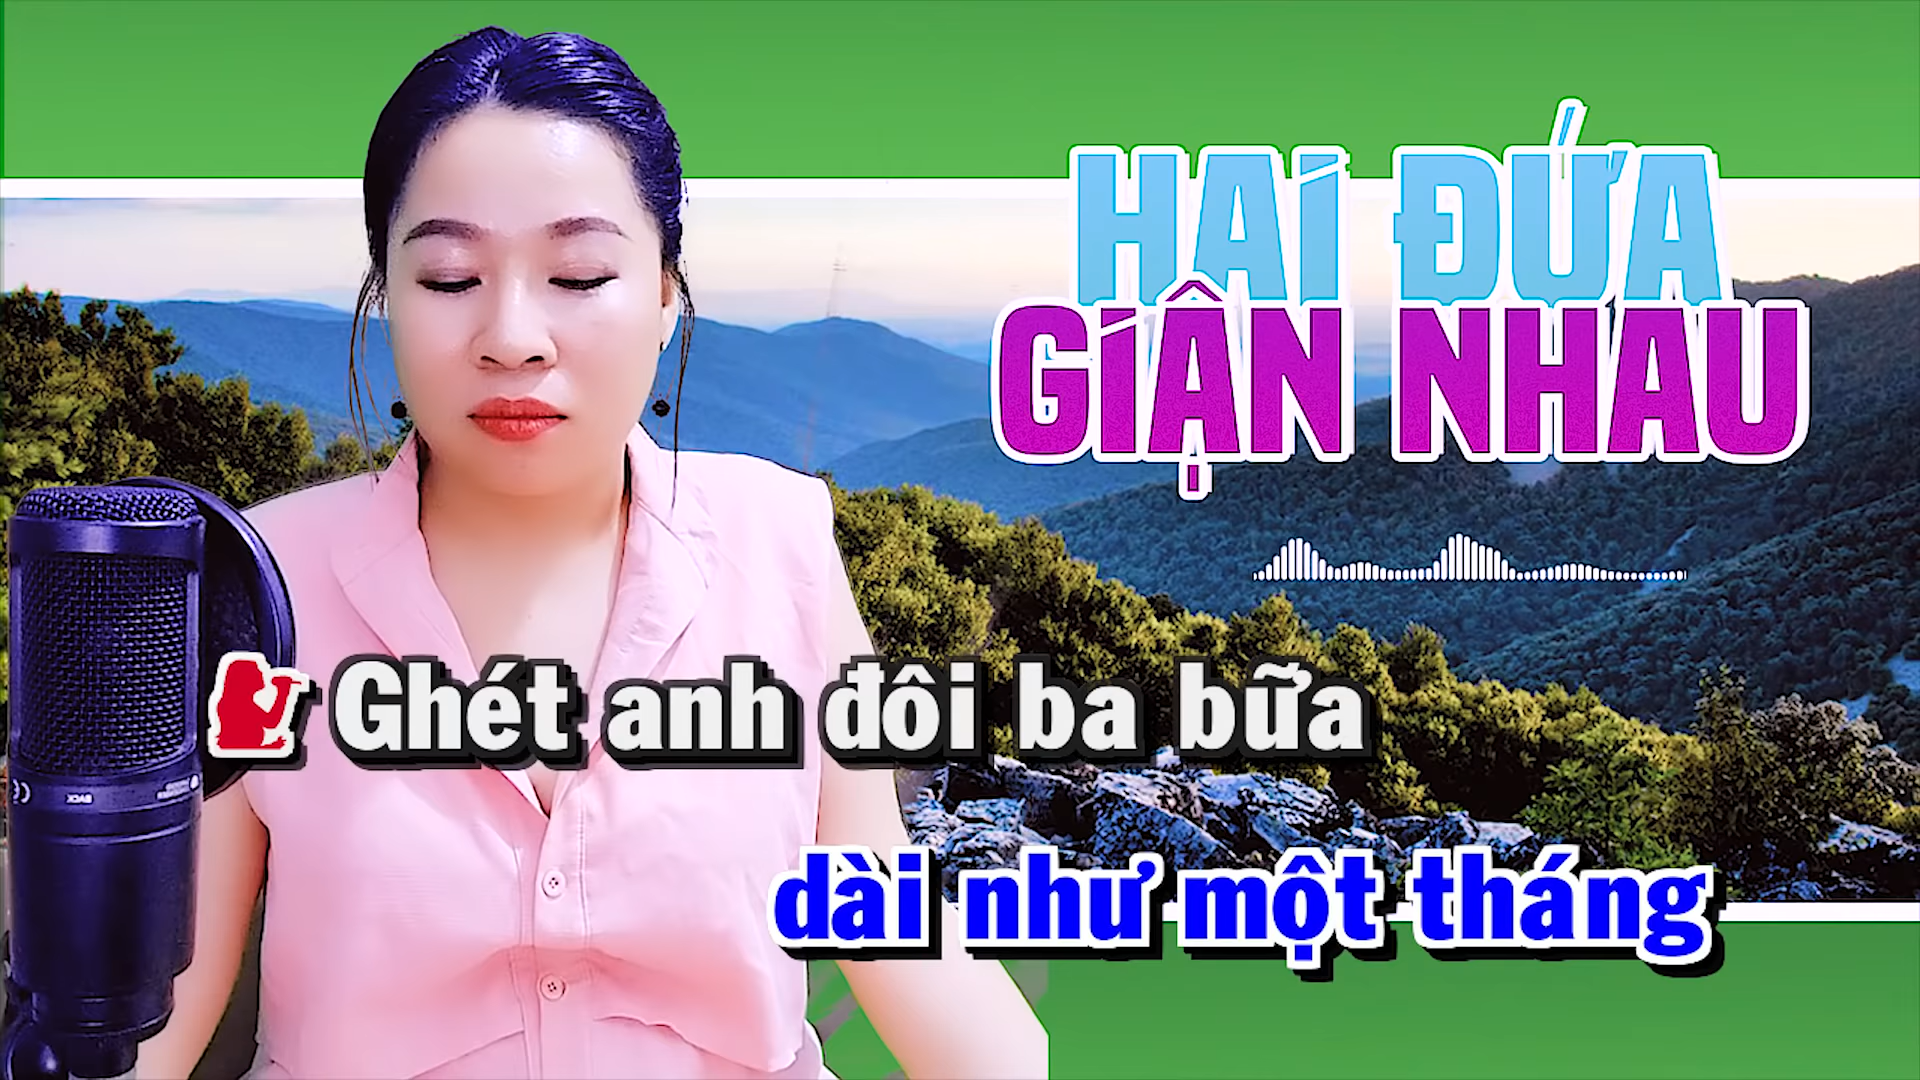 HAI ĐỨA
GIẬN NHAU
Ghét anh đôi ba bữa
dài như một tháng